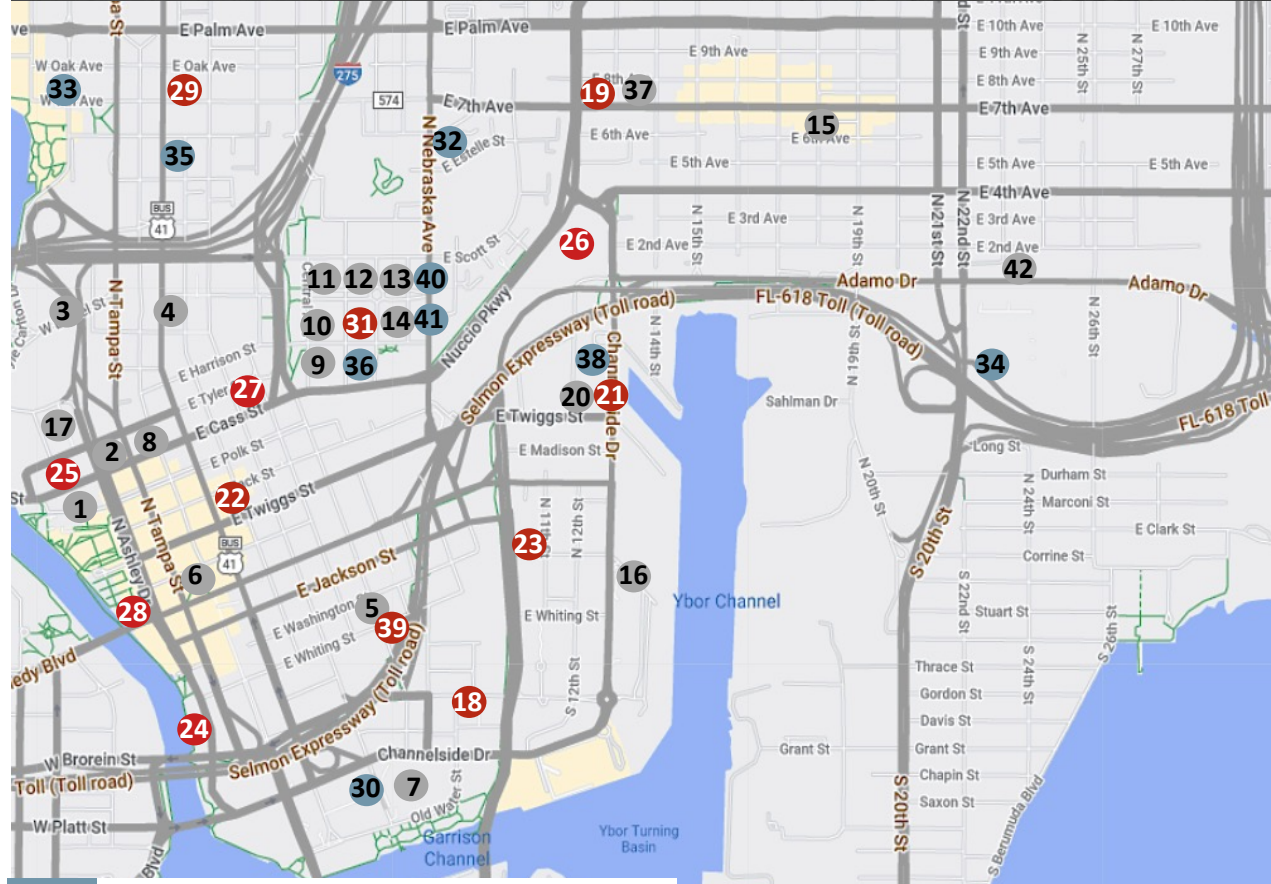 E Palm Ave
E Palm Ave
E 10th Ave
E 10th Ave
E 9th Ave
E 9th Ave
W Oak Ave
E Oak Ave
E 8th Ave
275
33
29
574
E 7th Ave
19
37
E 7th Ave
15
E 6th Ave
E 6th Ave
32
E Estelle St
35
E 5th Ave
E 5th Ave
E 5th Ave
N 25th St
N 27th St
E 4th Ave
BUS
41
N Nebraska Ave
E 3rd Ave
E 3rd Ave
N 15th St
N 19th St
N 21st St
N 22nd St
26
E 2nd Ave
E 2nd Ave
E Scott St
42
11
12
13
40
Adamo Dr
Adamo Dr
FL-618 Toll (Toll road)
3
4
N Tampa St
10
31
14
41
Nuccio Pkwy
Selmon Expressway (Toll road)
N 14th St
N 19th St
N 26th St
E Harrison St
9
36
38
34
E Tyler
27
20
21
Channelside Dr
Sahlman Dr
FL-618 Toll
E Cass St
E Twiggs St
17
8
2
E Polk St
E Madison St
Long St
25
Durham St
22
1
E Twiggs St
N 20th St
N 24th St
Marconi St
N Ashley Dr
N Tampa St
N 12th St
E Clark St
BUS
41
23
S 20th St
Corrine St
6
E Jackson St
16
Ybor Channel
E Washington
5
28
39
E Whiting St
E Whiting St
S 22nd St
Stuart St
S 26th St
Thrace St
S 24th St
18
S 12th St
Gordon St
24
Davis St
W Brorein St
Selmon Expressway (Toll road)
Channelside Dr
Grant St
Grant St
Toll (Toll road)
30
7
Chapin St
Old Water St
S 20th St
Saxon St
W Platt St
Garrison
Channel
Ybor Turning
Basin
S Berumuda Blvd
Blvd